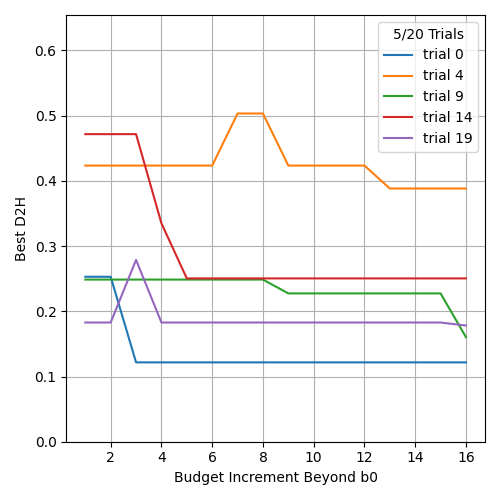 5/20 Trials
trial 0
trial 4
trial 9
trial 14
trial 19
Best D2H
0.6
0.5
0.4
0.3
0.2
0.1
0.0
2 4 6 8 10 12 14 16
Budget Increment Beyond b0